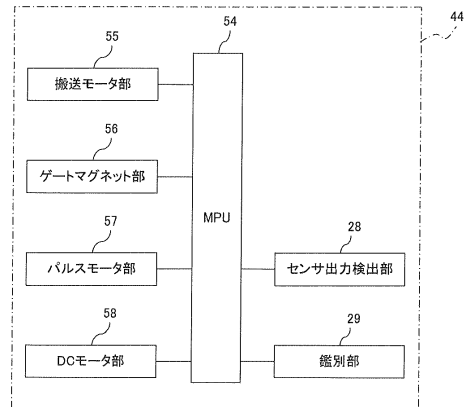 44
54
55
搬送モータ部
56
ゲートマグネット部
MPU
57
パルスモータ部
28
センサ出力検出部
58
DCモータ部
29
鑑別部